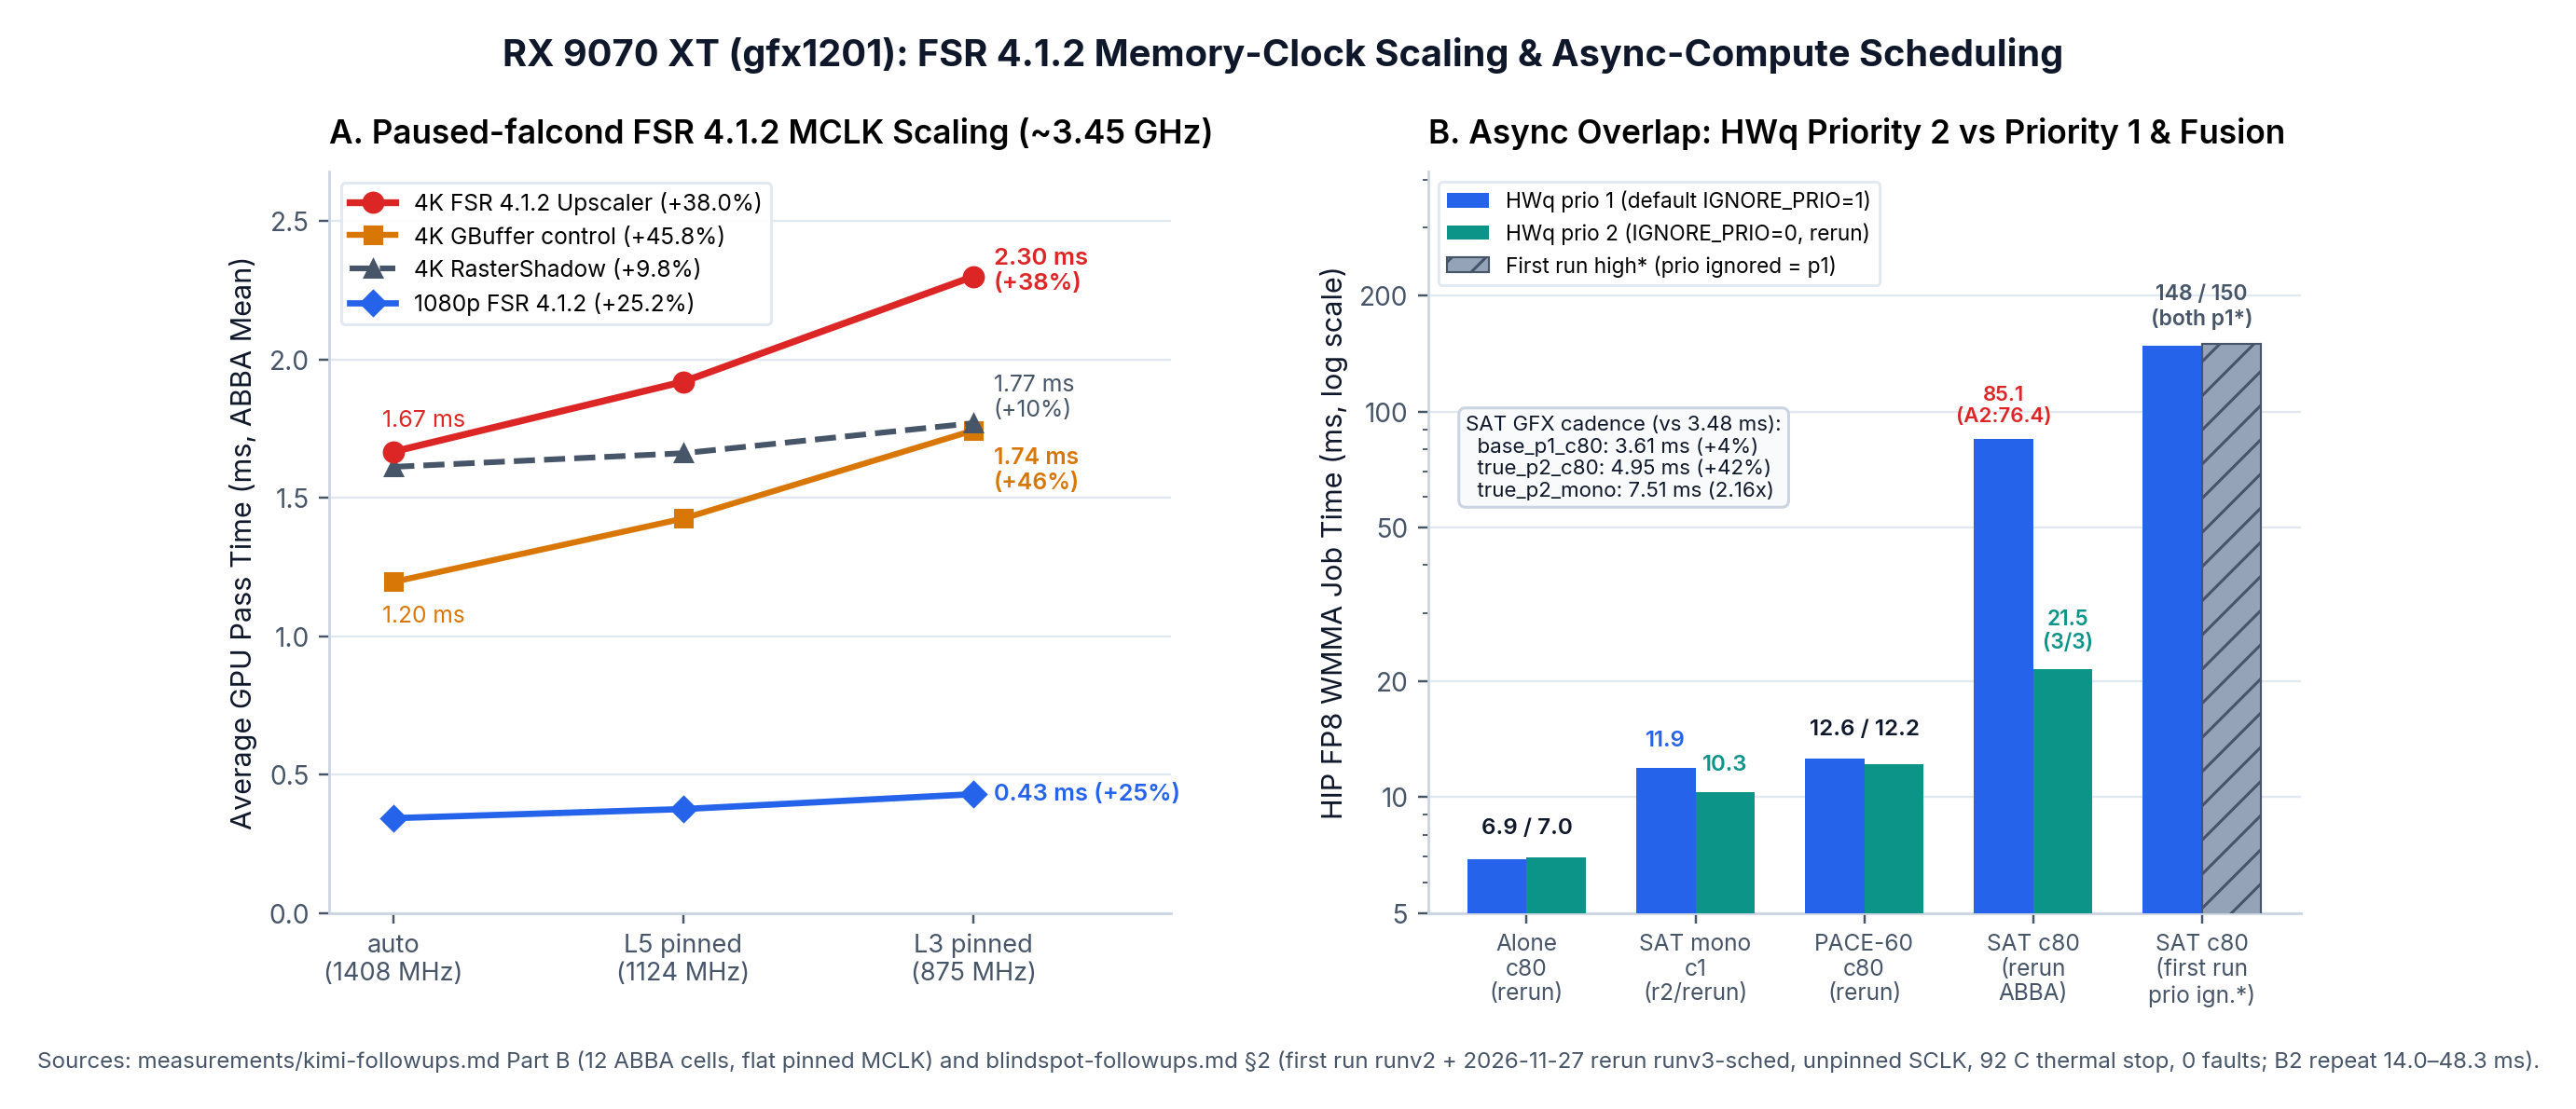 RX 9070 XT (gfx1201): FSR 4.1.2 Memory-Clock Scaling & Async-Compute Scheduling
A. Paused-falcond FSR 4.1.2 MCLK Scaling (~3.45 GHz)
Average GPU Pass Time (ms, ABBA Mean)
2.5
2.0
1.5
1.0
0.5
0.0
4K FSR 4.1.2 Upscaler (+38.0%)
4K GBuffer control (+45.8%)
4K RasterShadow (+9.8%)
1080p FSR 4.1.2 (+25.2%)
1.67 ms
1.20 ms
2.30 ms
(+38%)
1.77 ms
(+10%)
1.74 ms
(+46%)
0.43 ms (+25%)
auto
(1408 MHz)
L5 pinned
(1124 MHz)
L3 pinned
(875 MHz)
B. Async Overlap: HWq Priority 2 vs Priority 1 & Fusion
HIP FP8 WMMA Job Time (ms, log scale)
200
100
50
20
10
5
HWq prio 1 (default IGNORE_PRIO=1)
HWq prio 2 (IGNORE_PRIO=0, rerun)
First run high* (prio ignored = p1)
SAT GFX cadence (vs 3.48 ms):
base_p1_c80: 3.61 ms (+4%)
true_p2_c80: 4.95 ms (+42%)
true_p2_mono: 7.51 ms (2.16x)
6.9 / 7.0
11.9
10.3
12.6 / 12.2
85.1
(A2:76.4)
21.5
(3/3)
148 / 150
(both p1*)
Alone
c80
(rerun)
SAT mono
c1
(r2/rerun)
PACE-60
c80
(rerun)
SAT c80
(rerun
ABBA)
SAT c80
(first run
prio ign.*)
Sources: measurements/kimi-followups.md Part B (12 ABBA cells, flat pinned MCLK) and blindspot-followups.md §2 (first run runv2 + 2026-11-27 rerun runv3-sched, unpinned SCLK, 92 C thermal stop, 0 faults; B2 repeat 14.0–48.3 ms).